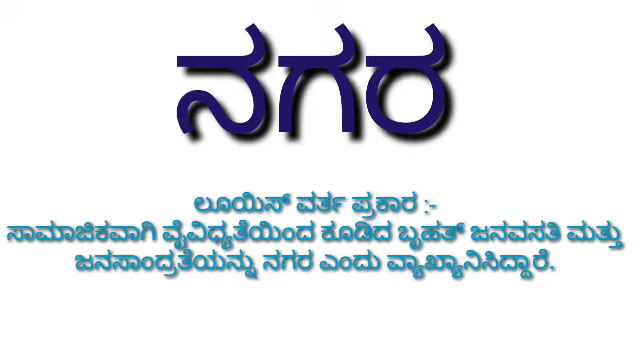 ನಗರ
ಲೂಯಿಸ್ ವರ್ತ ಪ್ರಕಾರ :-
ಸಾಮಾಜಿಕವಾಗಿ ವೈವಿಧ್ಯತೆಯಿಂದ ಕೂಡಿದ ಬೃಹತ್ ಜನವಸತಿ ಮತ್ತು
ಜನಸಾಂದ್ರತೆಯನ್ನು ನಗರ ಎಂದು ವ್ಯಾಖ್ಯಾನಿಸಿದ್ದಾರೆ.